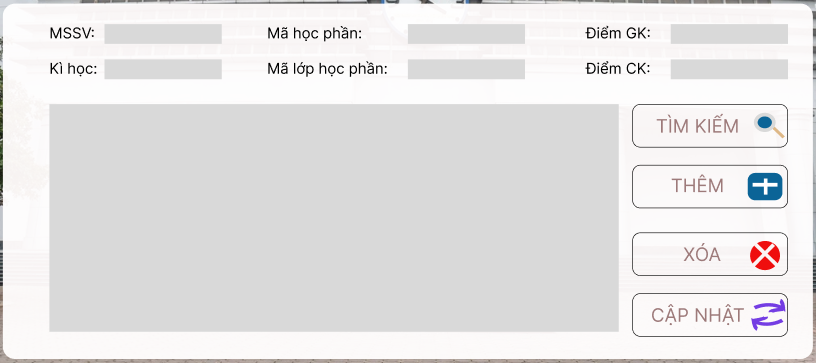 MSSV: Mã học phần: Điểm GK:
Kì học: Mã lớp học phần: Điểm CK:
TÌM KIẾM
THÊM
XÓA
CẬP NHẬT